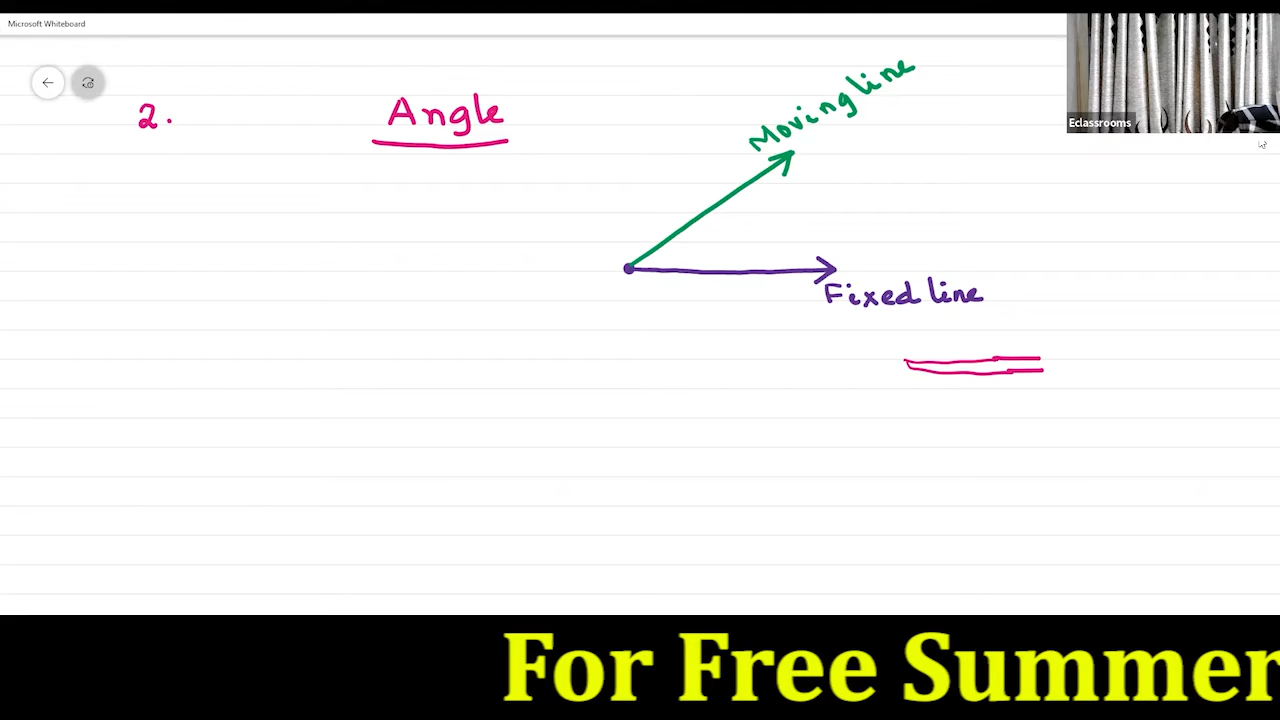 Microsoft Whiteboard
2. Angle
Moving line
Fixed line
Eclassrooms
For Free Summer